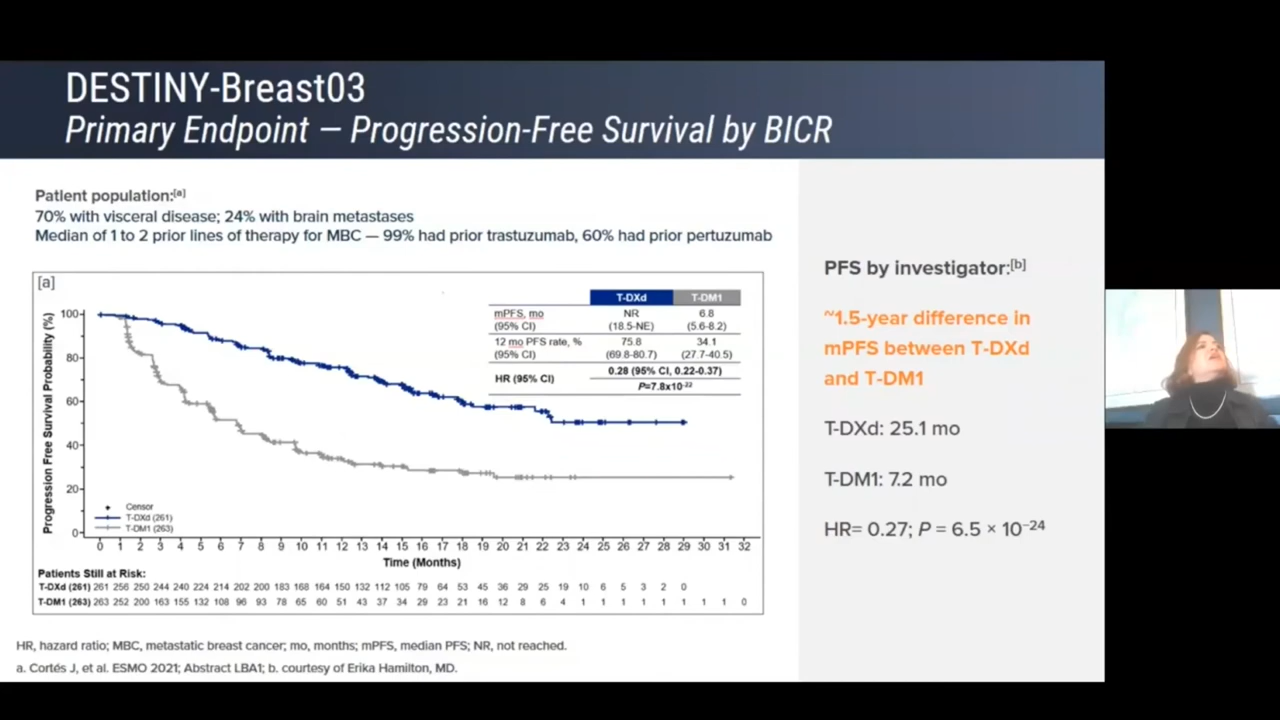 DESTINY-Breast03
Primary Endpoint – Progression-Free Survival by BICR
Patient population:[a]
70% with visceral disease; 24% with brain metastases
Median of 1 to 2 prior lines of therapy for MBC — 99% had prior trastuzumab, 60% had prior pertuzumab
[a]
T-DXd T-DM1
mPFS, mo NR 6.8
(95% CI) (18.5-NE) (5.6-8.2)
12 mo PFS rate, % 75.8 34.1
(95% CI) (69.8-80.7) (27.7-40.5)
HR (95% CI) 0.28 (95% CI, 0.22-0.37)
P=7.8x10-22
Progression Free Survival Probability (%)
100
80
60
40
20
0
Censor
T-DXd (261)
T-DM1 (263)
0 1 2 3 4 5 6 7 8 9 10 11 12 13 14 15 16 17 18 19 20 21 22 23 24 25 26 27 28 29 30 31 32
Time (Months)
Patients Still at Risk:
T-DXd (261) 261 256 250 244 240 224 214 202 200 183 168 164 150 132 112 105 79 64 53 45 36 29 25 19 10 6 5 3 2 0
T-DM1 (263) 263 252 200 163 155 132 108 96 93 78 65 60 51 43 37 34 29 23 21 16 12 8 6 4 1 1 1 1 1 1 1 1 0
PFS by investigator:[b]
~1.5-year difference in
mPFS between T-DXd
and T-DM1
T-DXd: 25.1 mo
T-DM1: 7.2 mo
HR= 0.27; P = 6.5 × 10−24
HR, hazard ratio; MBC, metastatic breast cancer; mo, months; mPFS, median PFS; NR, not reached.
a. Cortés J, et al. ESMO 2021; Abstract LBA1; b. courtesy of Erika Hamilton, MD.